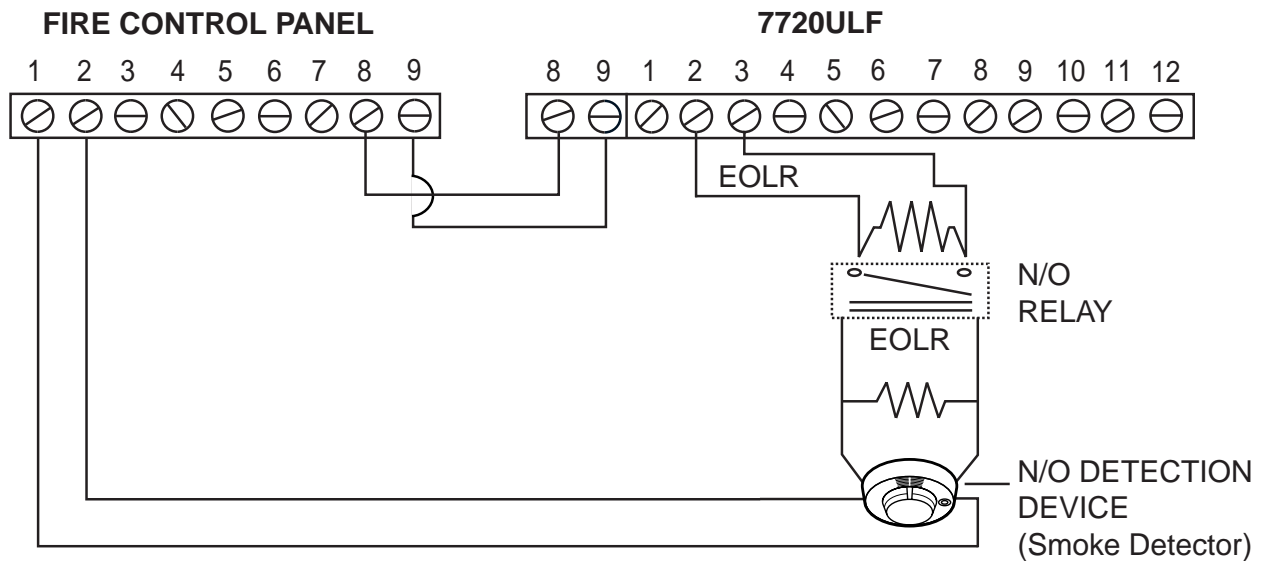 FIRE CONTROL PANEL
7720ULF
1 2 3 4 5 6 7 8 9
8 9 1 2 3 4 5 6 7 8 9 10 11 12
EOLR
N/O
RELAY
EOLR
N/O DETECTION
DEVICE
(Smoke Detector)